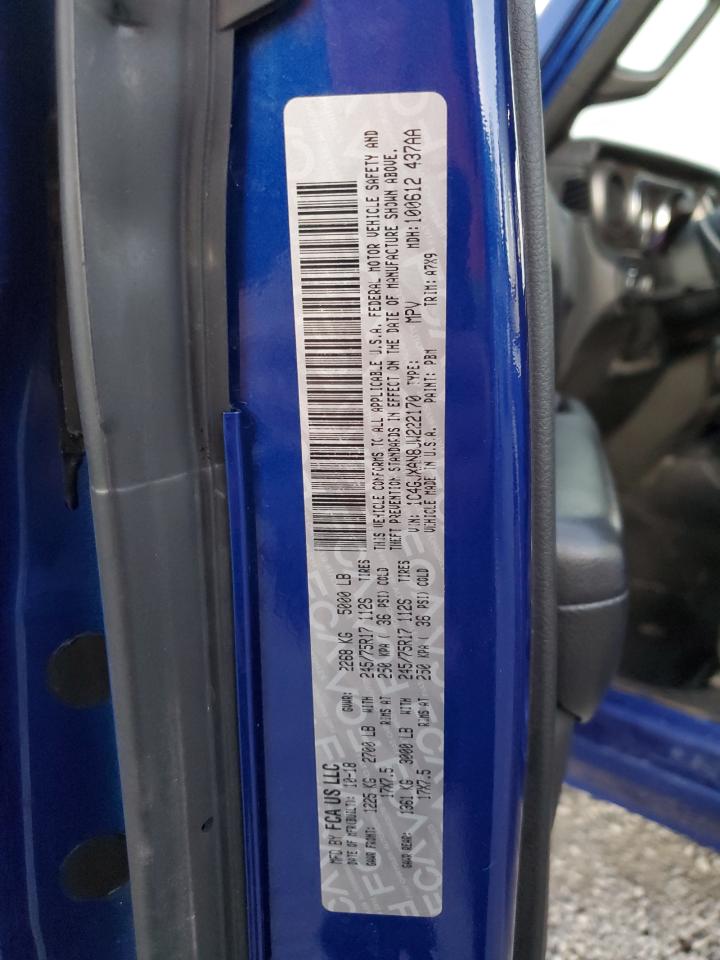 MFD BY FCA US LLC
DATE OF MFR(BUILT): 10-18 GVWR: 2268 KG 5000 LB
GAWR FRONT: 1225 KG 2700 LB WITH 245/75R17 112S TIRES
17X7.5 RIMS AT 250 KPA ( 36 PSI) COLD
GAWR REAR: 1361 KG 3000 LB WITH 245/75R17 112S TIRES
17X7.5 RIMS AT 250 KPA ( 36 PSI) COLD
THIS VEHICLE CONFORMS TO ALL APPLICABLE U.S.A. FEDERAL MOTOR VEHICLE SAFETY AND
THEFT PREVENTION STANDARDS IN EFFECT ON THE DATE OF MANUFACTURE SHOWN ABOVE.
VIN: 1C4GJXAN8JW222170 TYPE: MPV MDH:100612 437AA
VEHICLE MADE IN U.S.A. PAINT: PBM TRIM: A7X9